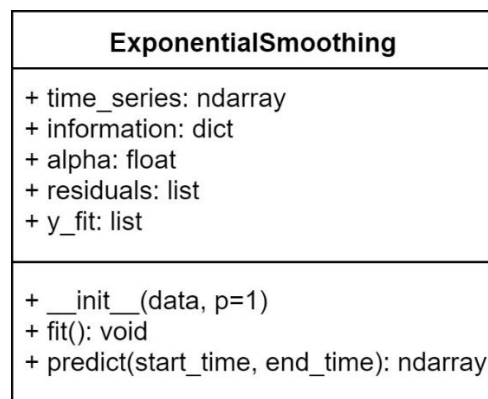 ExponentialSmoothing
+ time_series: ndarray
+ information: dict
+ alpha: float
+ residuals: list
+ y_fit: list
+ __init__(data, p=1)
+ fit(): void
+ predict(start_time, end_time): ndarray